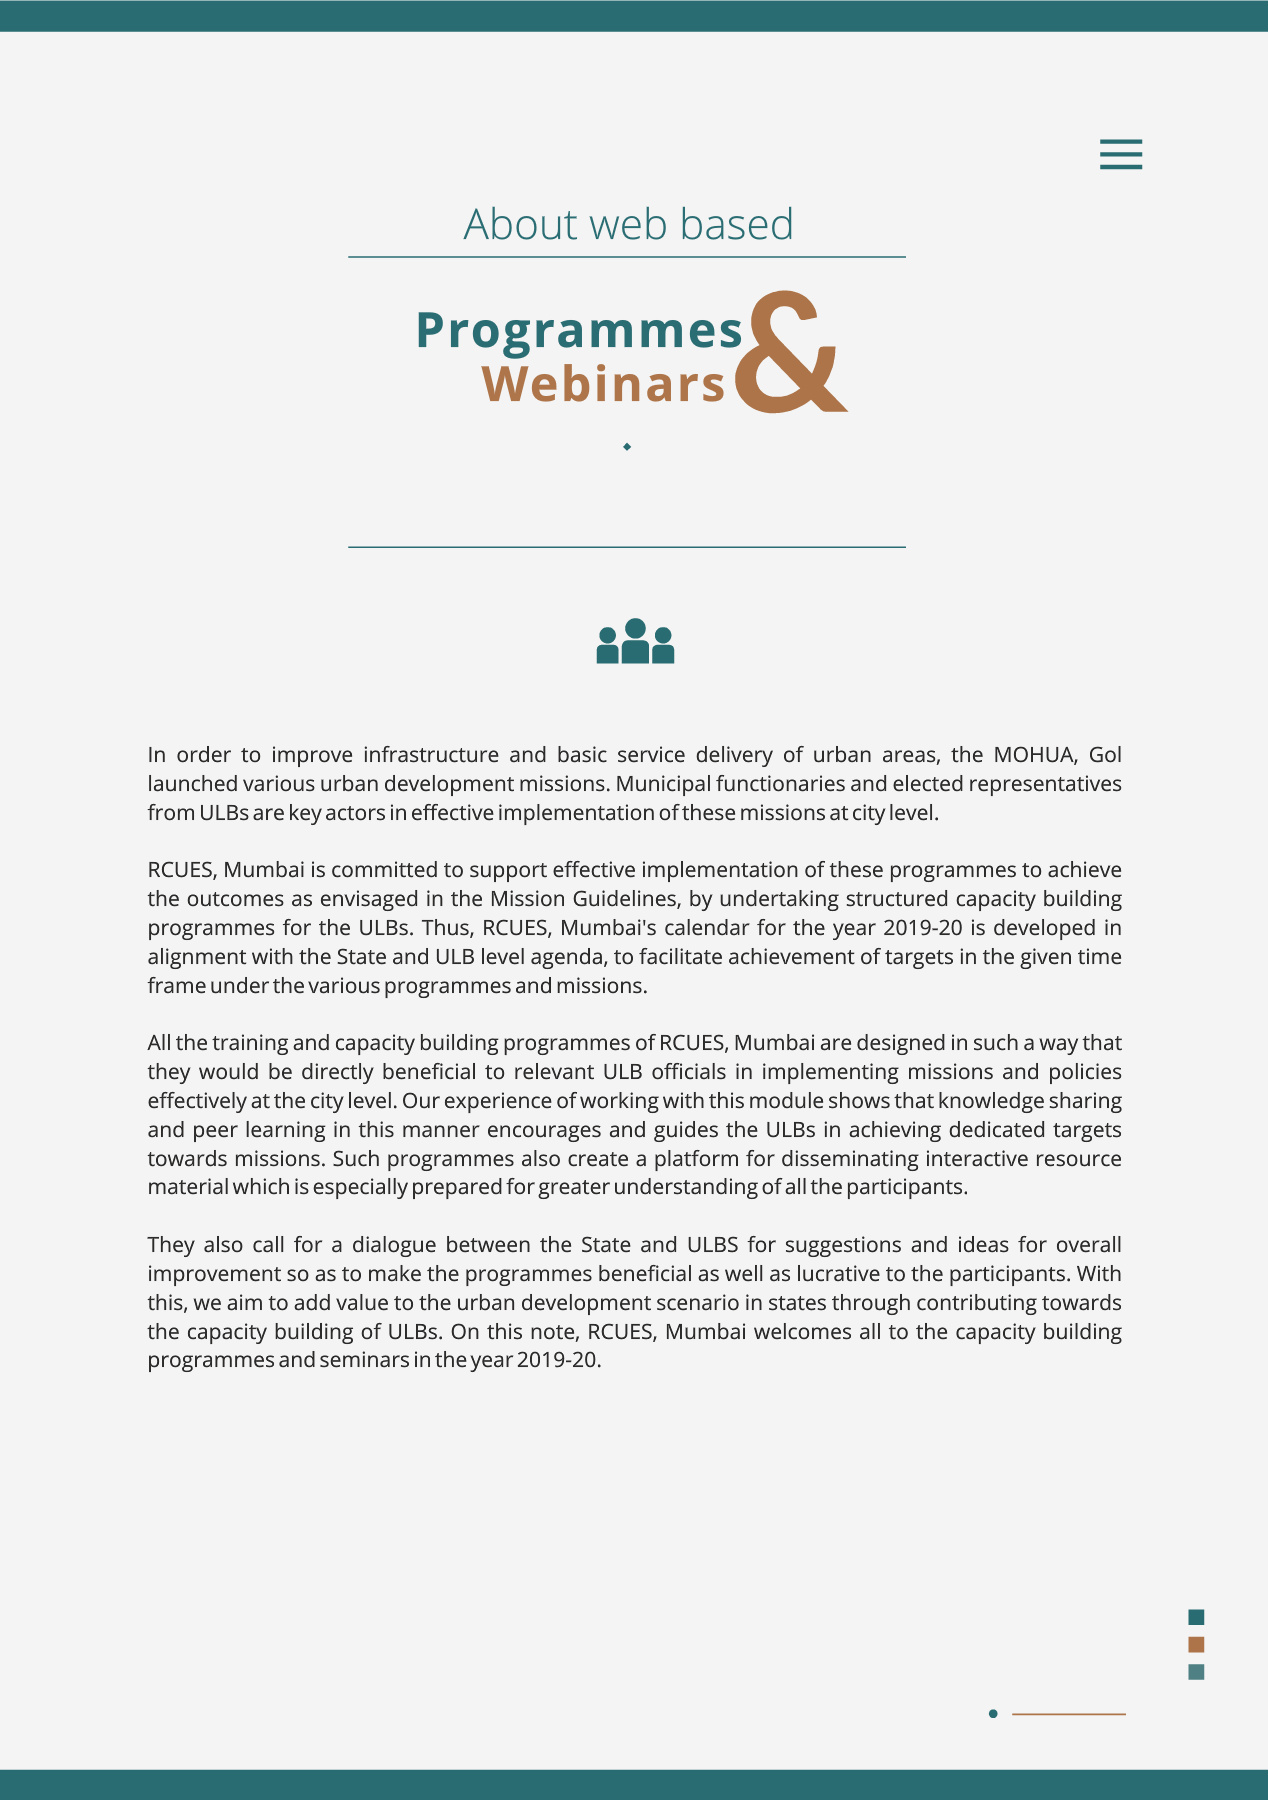 About web based
Programmes &
Webinars
In order to improve infrastructure and basic service delivery of urban areas, the MOHUA, GoI
launched various urban development missions. Municipal functionaries and elected representatives
from ULBs are key actors in effective implementation of these missions at city level.
RCUES, Mumbai is committed to support effective implementation of these programmes to achieve
the outcomes as envisaged in the Mission Guidelines, by undertaking structured capacity building
programmes for the ULBs. Thus, RCUES, Mumbai's calendar for the year 2019-20 is developed in
alignment with the State and ULB level agenda, to facilitate achievement of targets in the given time
frame under the various programmes and missions.
All the training and capacity building programmes of RCUES, Mumbai are designed in such a way that
they would be directly beneficial to relevant ULB officials in implementing missions and policies
effectively at the city level. Our experience of working with this module shows that knowledge sharing
and peer learning in this manner encourages and guides the ULBs in achieving dedicated targets
towards missions. Such programmes also create a platform for disseminating interactive resource
material which is especially prepared for greater understanding of all the participants.
They also call for a dialogue between the State and ULBS for suggestions and ideas for overall
improvement so as to make the programmes beneficial as well as lucrative to the participants. With
this, we aim to add value to the urban development scenario in states through contributing towards
the capacity building of ULBs. On this note, RCUES, Mumbai welcomes all to the capacity building
programmes and seminars in the year 2019-20.